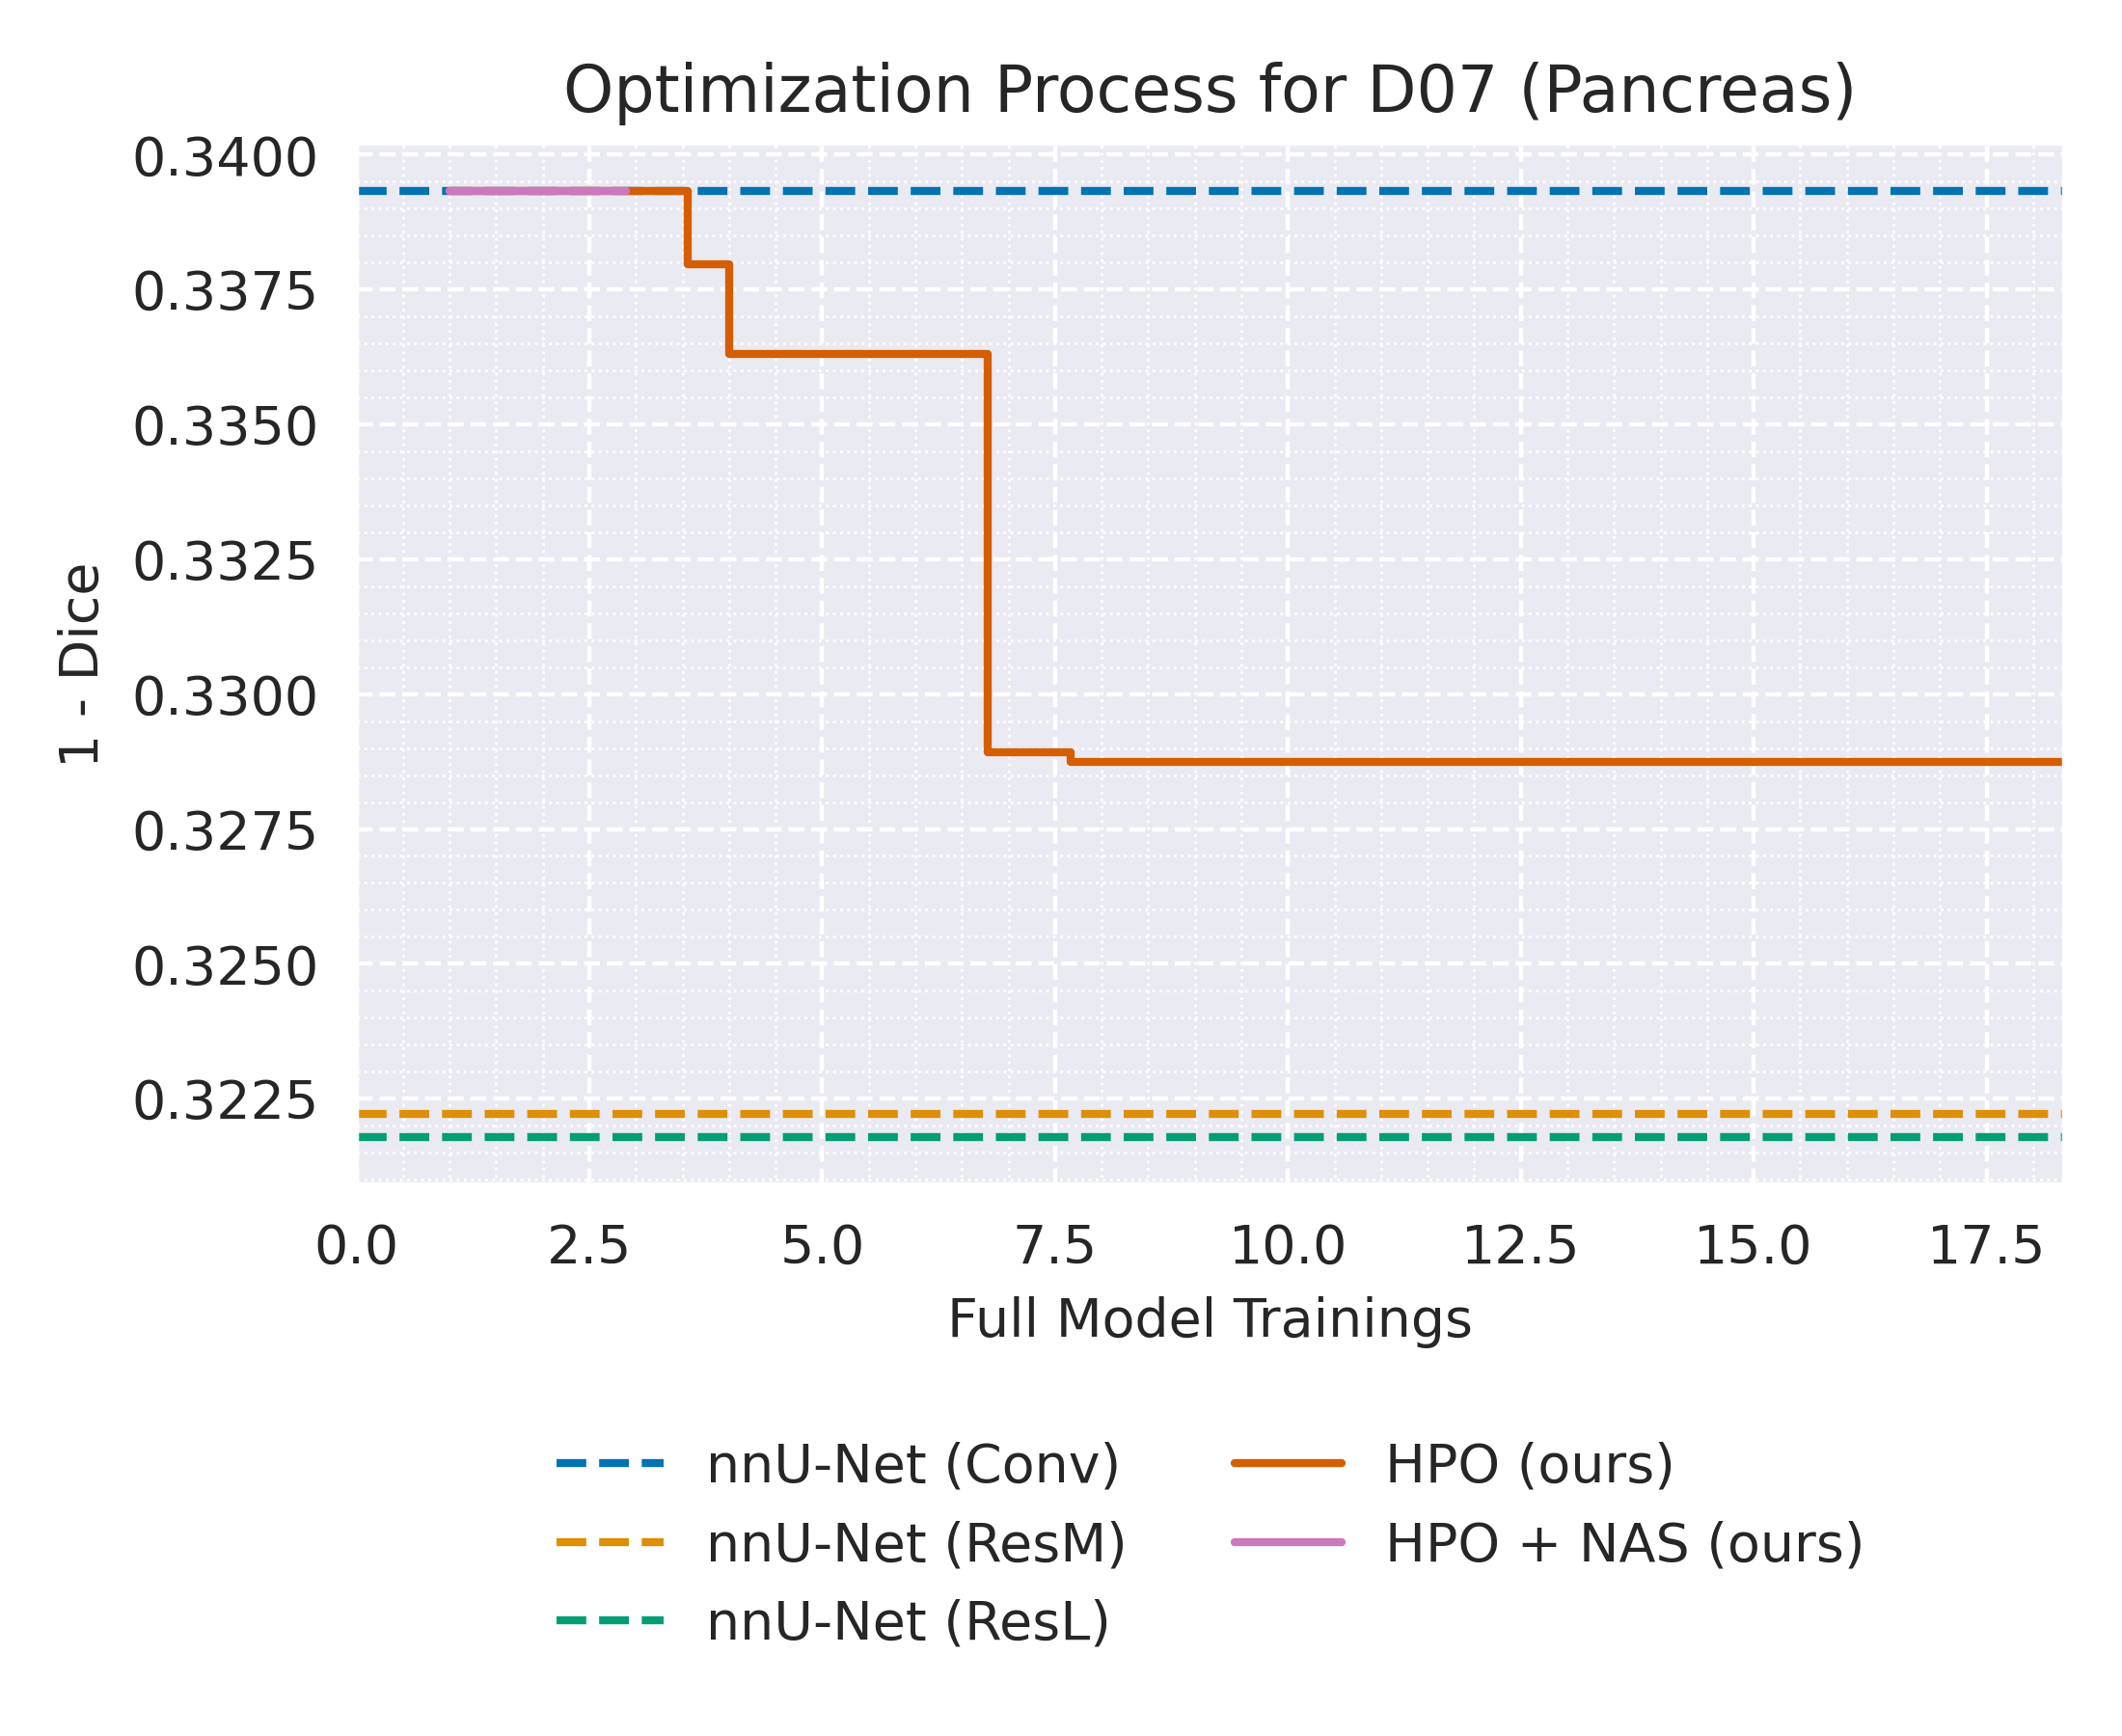 Optimization Process for D07 (Pancreas)
0.3400
0.3375
0.3350
0.3325
0.3300
0.3275
0.3250
0.3225
1 - Dice
0.0 2.5 5.0 7.5 10.0 12.5 15.0 17.5
Full Model Trainings
nnU-Net (Conv)
nnU-Net (ResM)
nnU-Net (ResL)
HPO (ours)
HPO + NAS (ours)